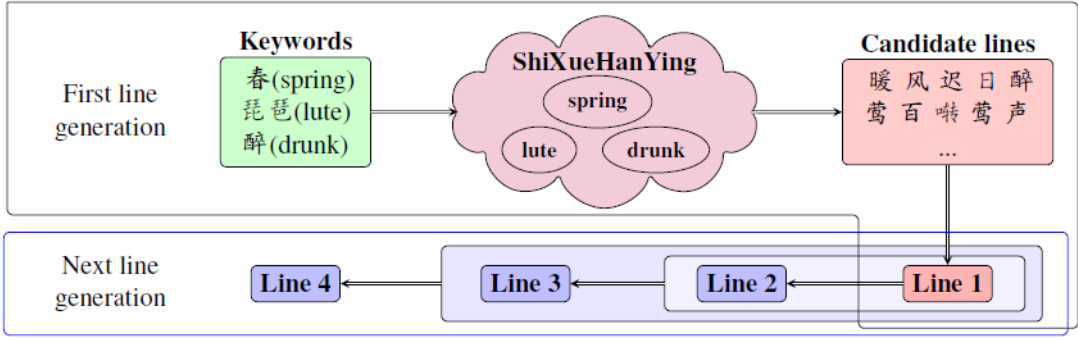 First line
generation
Keywords
春(spring)
琵琶(lute)
醉(drunk)
ShiXueHanYing
spring
lute
drunk
Candidate lines
暖 风 迟 日 醉
莺 百 啭 莺 声
...
Next line
generation
Line 4
Line 3
Line 2
Line 1